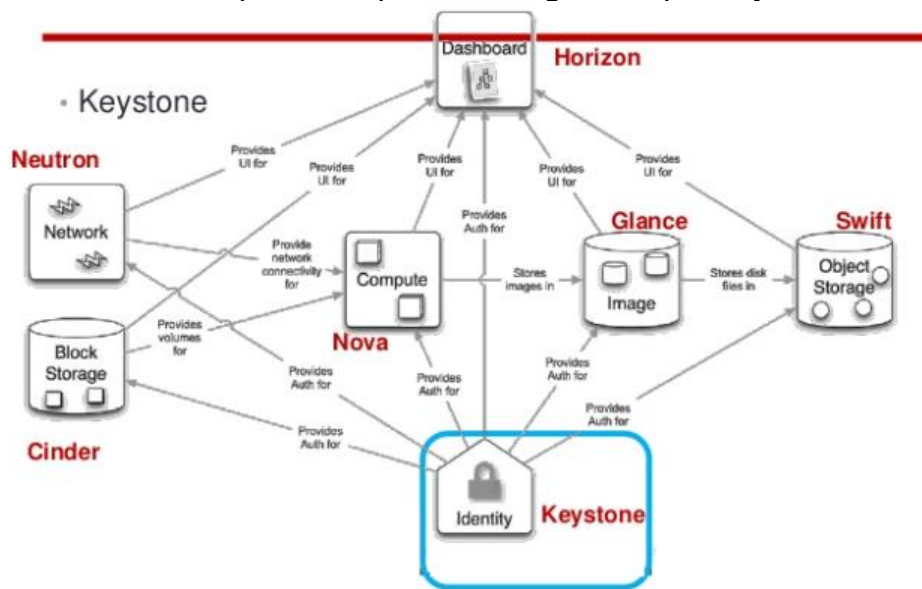 Dashboard
Horizon
• Keystone
Neutron
Network
Provides
UI for
Provides
UI for
Provides
UI for
Provides
Auth for
Provides
UI for
Provides
UI for
Glance
Swift
Provide
network
connectivity
for
Compute
Stores
images in
Image
Stores disk
files in
Object
Storage
Block
Storage
Provides
volumes
for
Nova
Cinder
Provides
Auth for
Provides
Auth for
Provides
Auth for
Provides
Auth for
Provides
Auth for
Identity
Keystone